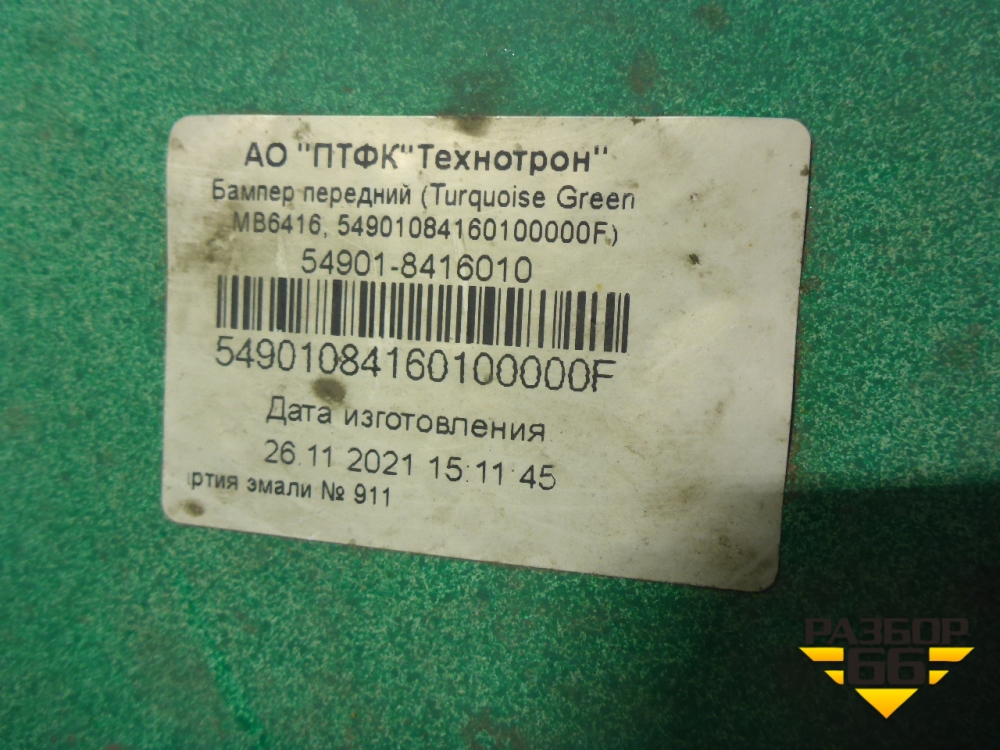 АО "ПТФК"Технотрон"
Бампер передний (Turquoise Green
МВ6416, 54901084160100000F)
54901-8416010
54901084160100000F
Дата изготовления
26.11 2021 15:11:45
ртия эмали № 911
РАЗБОР
66